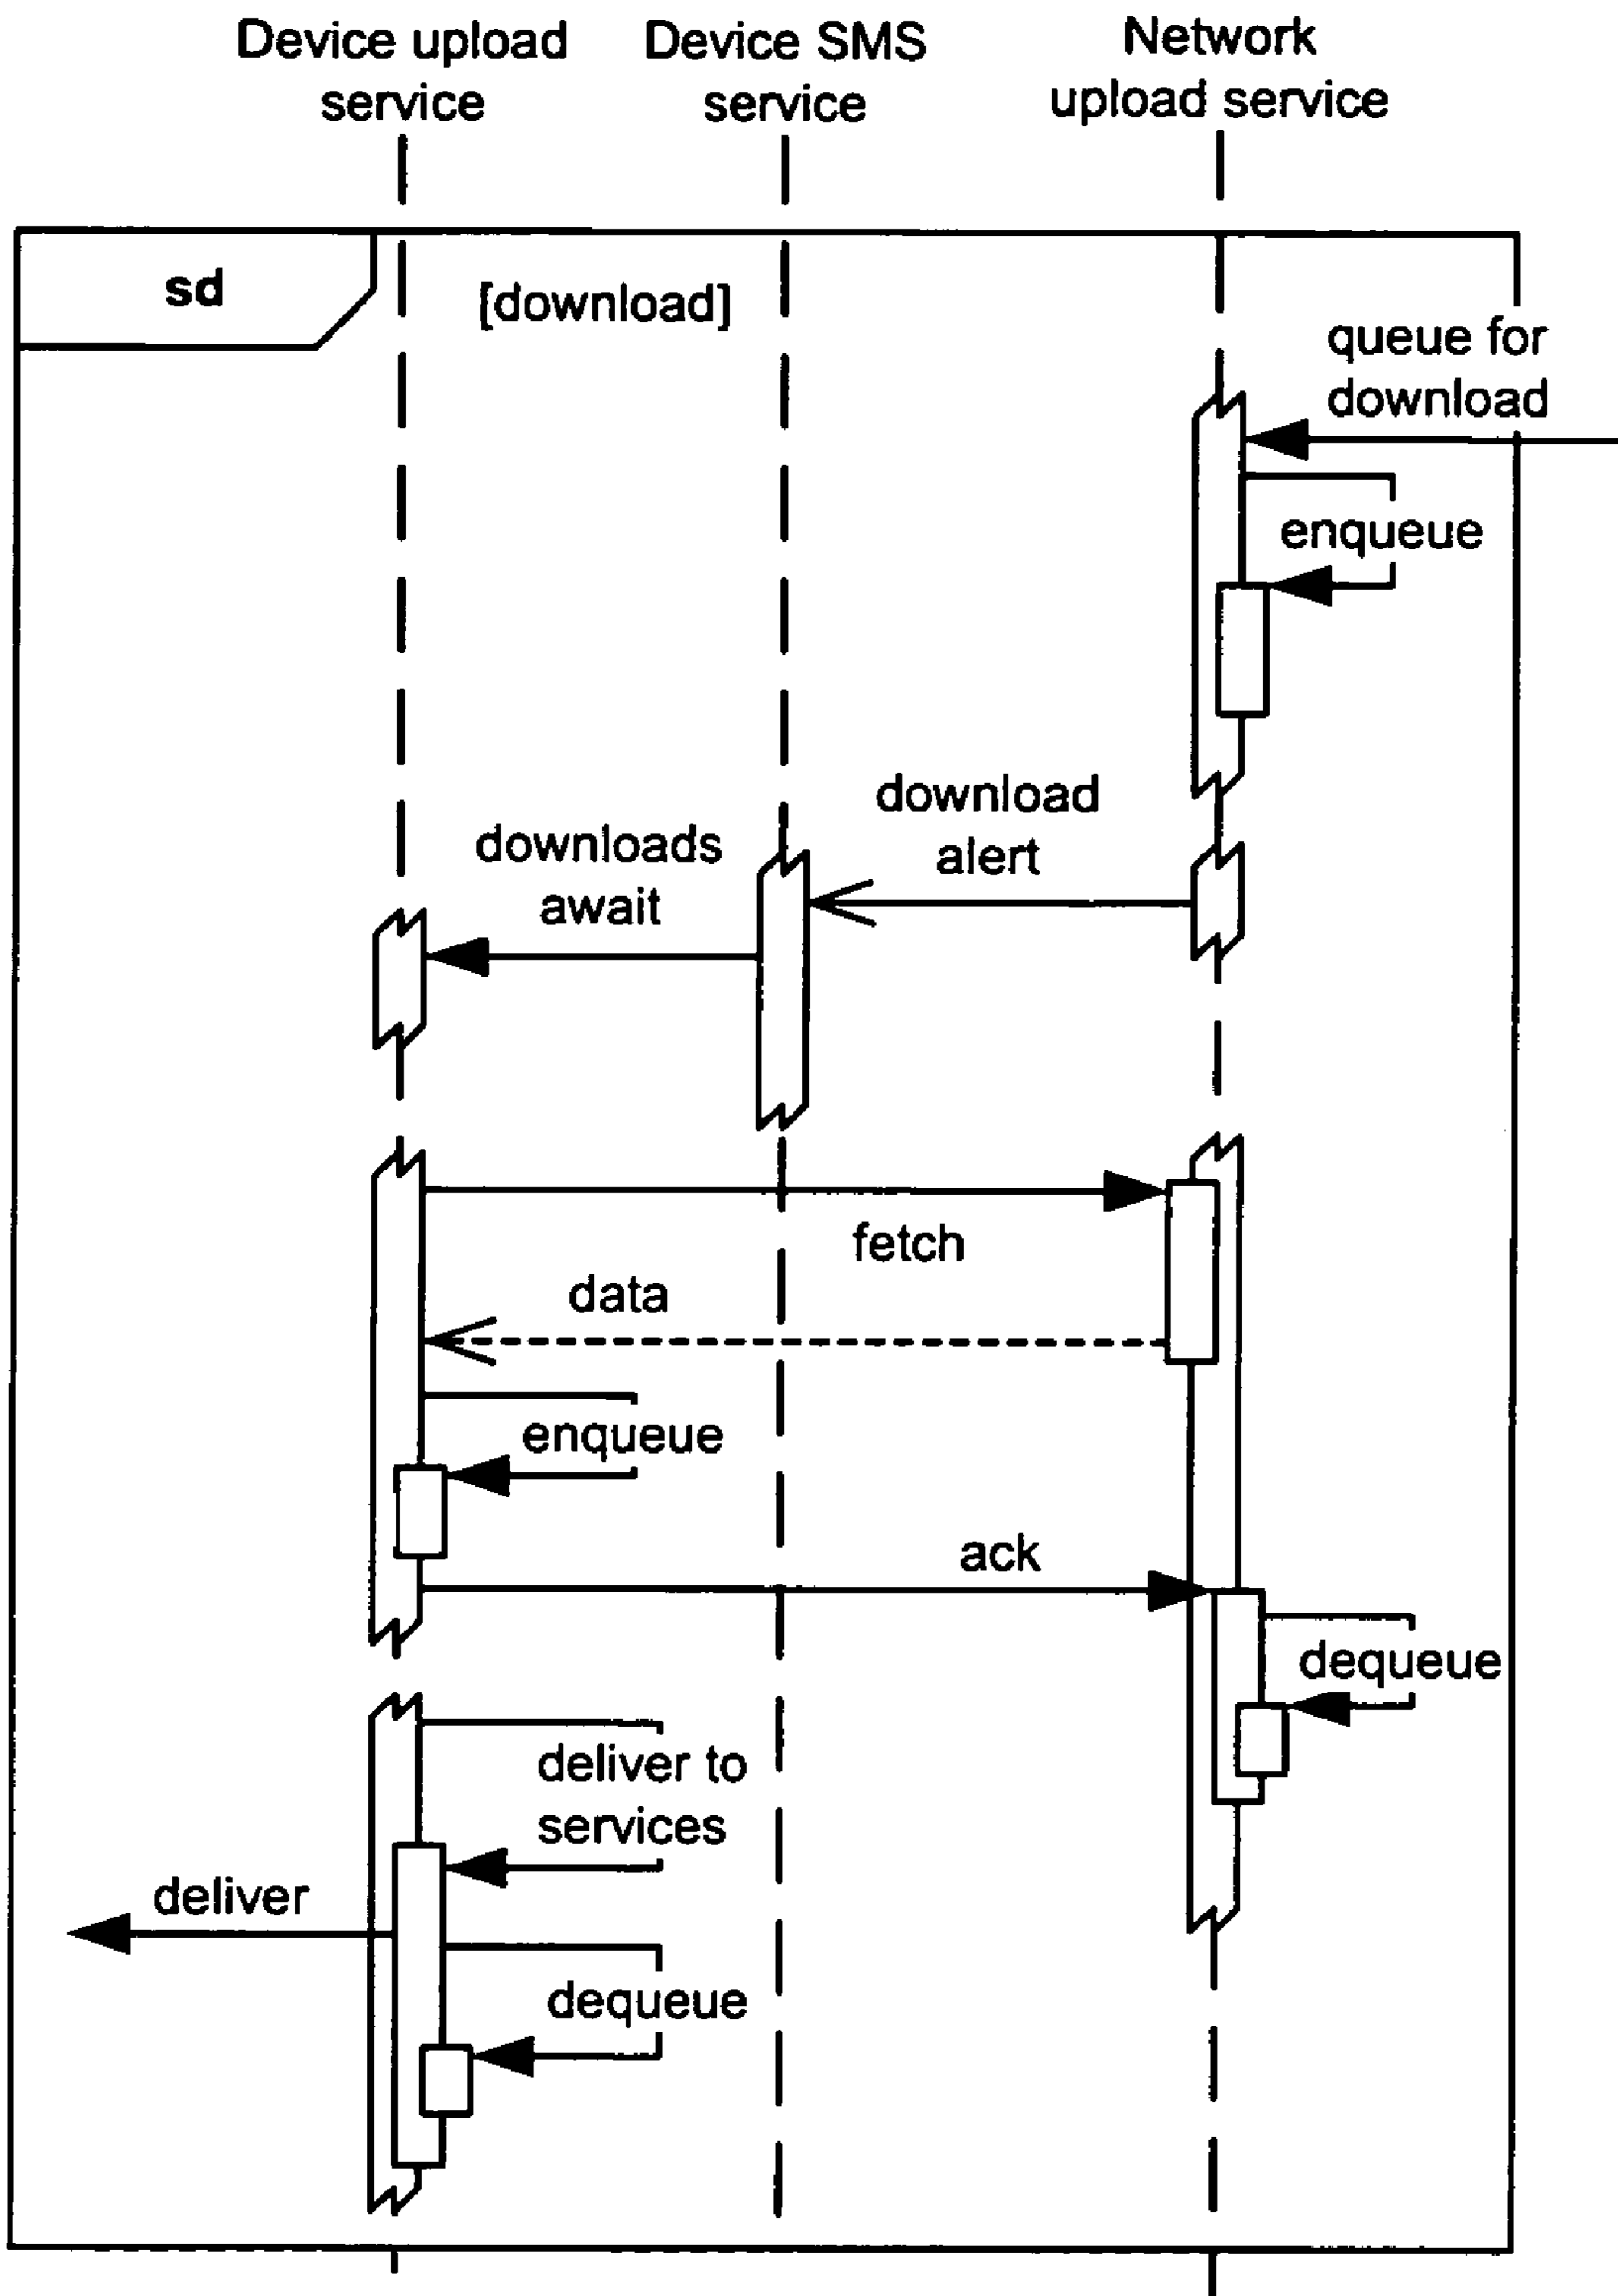 Device upload
service
Device SMS
service
Network
upload service
sd
[download]
queue for
download
enqueue
download
alert
downloads
await
fetch
data
enqueue
ack
dequeue
deliver to
services
deliver
dequeue